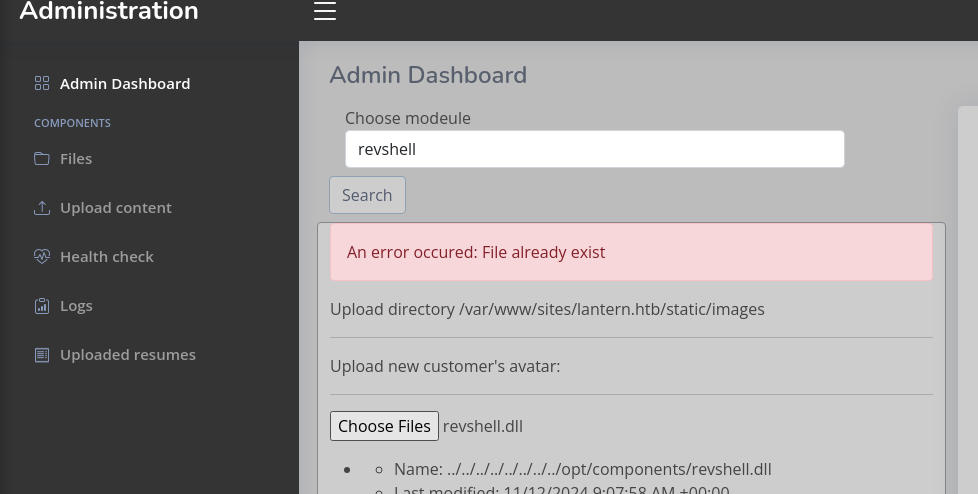 Administration
Admin Dashboard
COMPONENTS
Files
Upload content
Health check
Logs
Uploaded resumes
Admin Dashboard
Choose modeule
revshell
Search
An error occured: File already exist
Upload directory /var/www/sites/lantern.htb/static/images
Upload new customer's avatar:
Choose Files revshell.dll
Name: ../../../../../../../../opt/components/revshell.dll
Last modified: 11/12/2024 9:07:58 AM +00:00